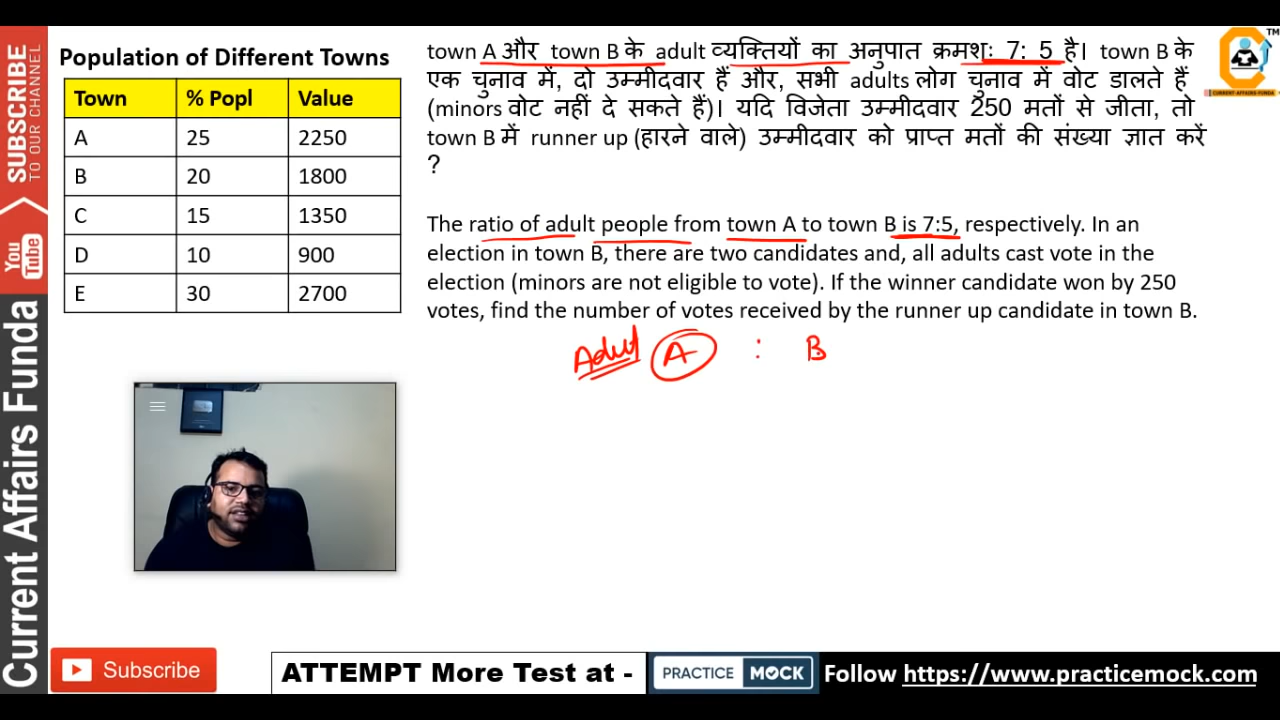 SUBSCRIBE
TO OUR CHANNEL
You
Tube
Current Affairs Funda
Population of Different Towns
Town % Popl Value
A 25 2250
B 20 1800
C 15 1350
D 10 900
E 30 2700
town A और town B के adult व्यक्तियों का अनुपात क्रमशः 7: 5 है। town B के
एक चुनाव में, दो उम्मीदवार हैं और, सभी adults लोग चुनाव में वोट डालते हैं
(minors वोट नहीं दे सकते हैं)। यदि विजेता उम्मीदवार 250 मतों से जीता, तो
town B में runner up (हारने वाले) उम्मीदवार को प्राप्त मतों की संख्या ज्ञात करें
?
The ratio of adult people from town A to town B is 7:5, respectively. In an
election in town B, there are two candidates and, all adults cast vote in the
election (minors are not eligible to vote). If the winner candidate won by 250
votes, find the number of votes received by the runner up candidate in town B.
Adult A : B
TM
CURRENT-AFFAIRS-FUNDA
Subscribe
ATTEMPT More Test at -
PRACTICE MOCK
Follow https://www.practicemock.com